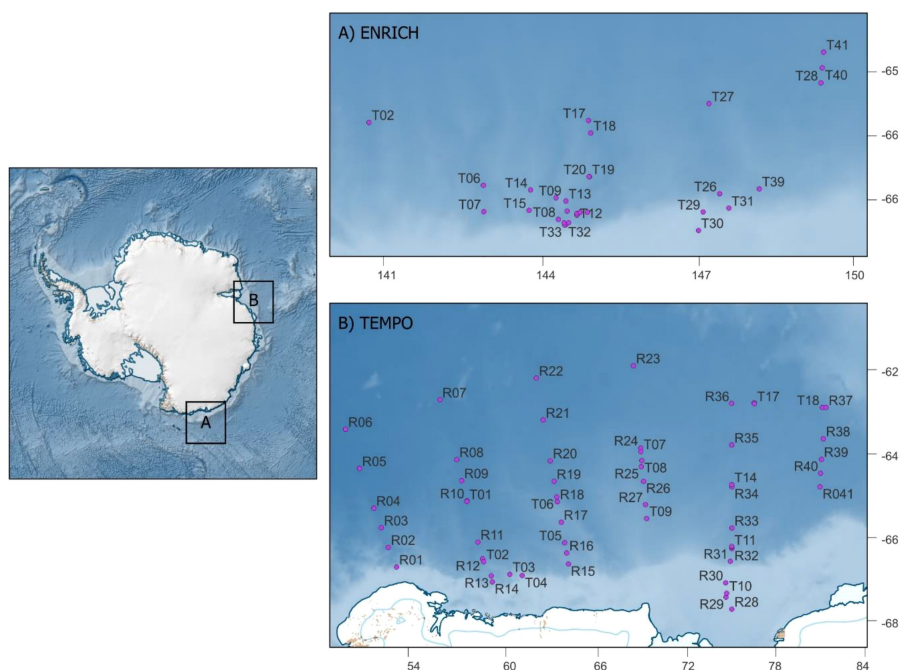 A) ENRICH
T41
-65
T28 T40
T27
T02
T17
T18
-66
T20 T19
T06
T14
T09 T13
T26
T39
-66
T07
T15
T08
T12
T29
T31
T33 T32
T30
141
144
147
150
B
A
B) TEMPO
R23
-62
R22
R07
R36 T17
T18 R37
R06
R21
R24 T07
R35
R38
R08
R20
R39
-64
R05
T08
R09
R19
R25
R26
T14
R40
R10 T01
R18
T06
R34
R041
R04
R27
R03
R17
T09
R33
R02
R11
T05
R16
T11
-66
R12 T02
R31 R32
R01
T03
R15
R30
R13 R14
T04
T10
R29 R28
-68
54
60
66
72
78
84